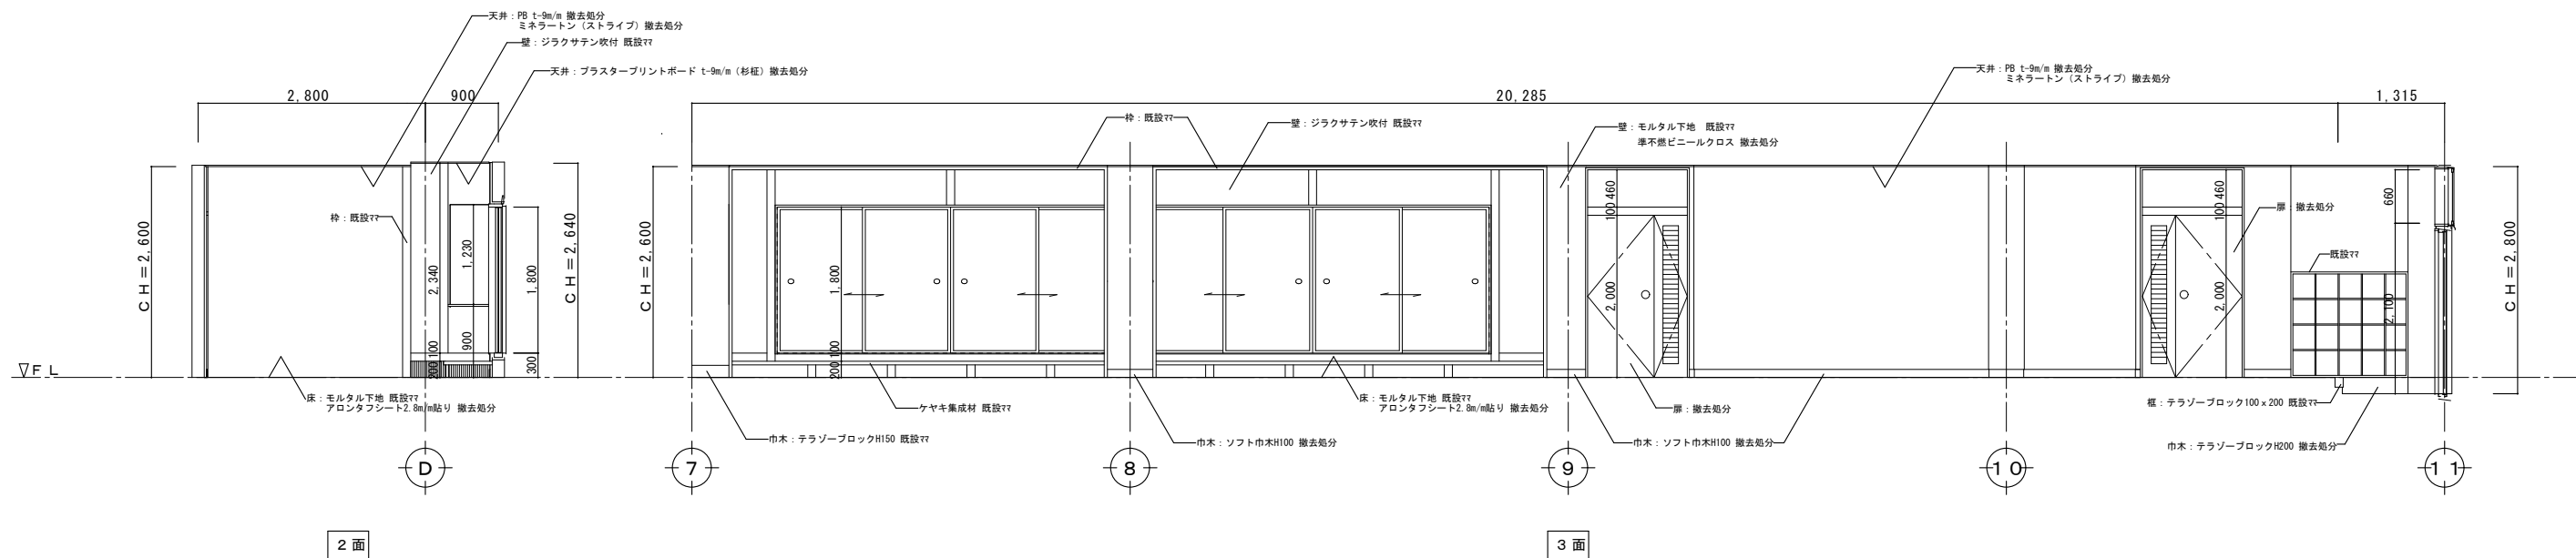 天井：PB t-9m/m 撤去処分
ミネラートン（ストライプ）撤去処分
壁：ジラクサテン吹付 既設ママ
天井：プラスタープリントボード t-9m/m（杉柾）撤去処分
2,800
900
枠：既設ママ
CH=2,600
2,340
1,230
900
200
100
1,800
300
CH=2,640
▽FL
床：モルタル下地 既設ママ
アロンタフシート2.8m/m貼り 撤去処分
D
2面
20,285
1,315
天井：PB t-9m/m 撤去処分
ミネラートン（ストライプ）撤去処分
枠：既設ママ
壁：ジラクサテン吹付 既設ママ
壁：モルタル下地 既設ママ
準不燃ビニールクロス 撤去処分
CH=2,600
1,800
200
100
460
100
2,000
460
100
2,000
扉：撤去処分
既設ママ
660
2,100
CH=2,800
ケヤキ集成材 既設ママ
床：モルタル下地 既設ママ
アロンタフシート2.8m/m貼り 撤去処分
扉：撤去処分
框：テラゾーブロック100ｘ200 既設ママ
巾木：テラゾーブロックH150 既設ママ
巾木：ソフト巾木H100 撤去処分
巾木：ソフト巾木H100 撤去処分
巾木：テラゾーブロックH200 撤去処分
7
8
9
10
11
3面